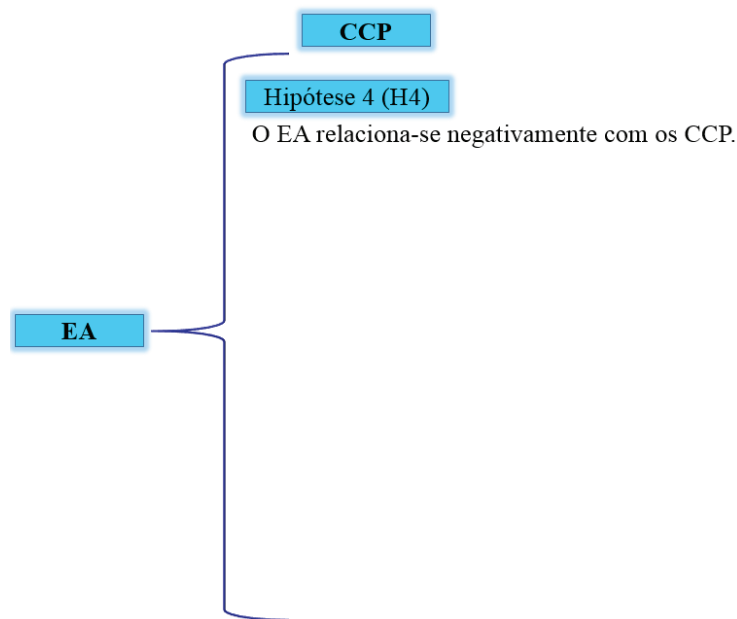 CCP
Hipótese 4 (H4)
O EA relaciona-se negativamente com os CCP.
EA